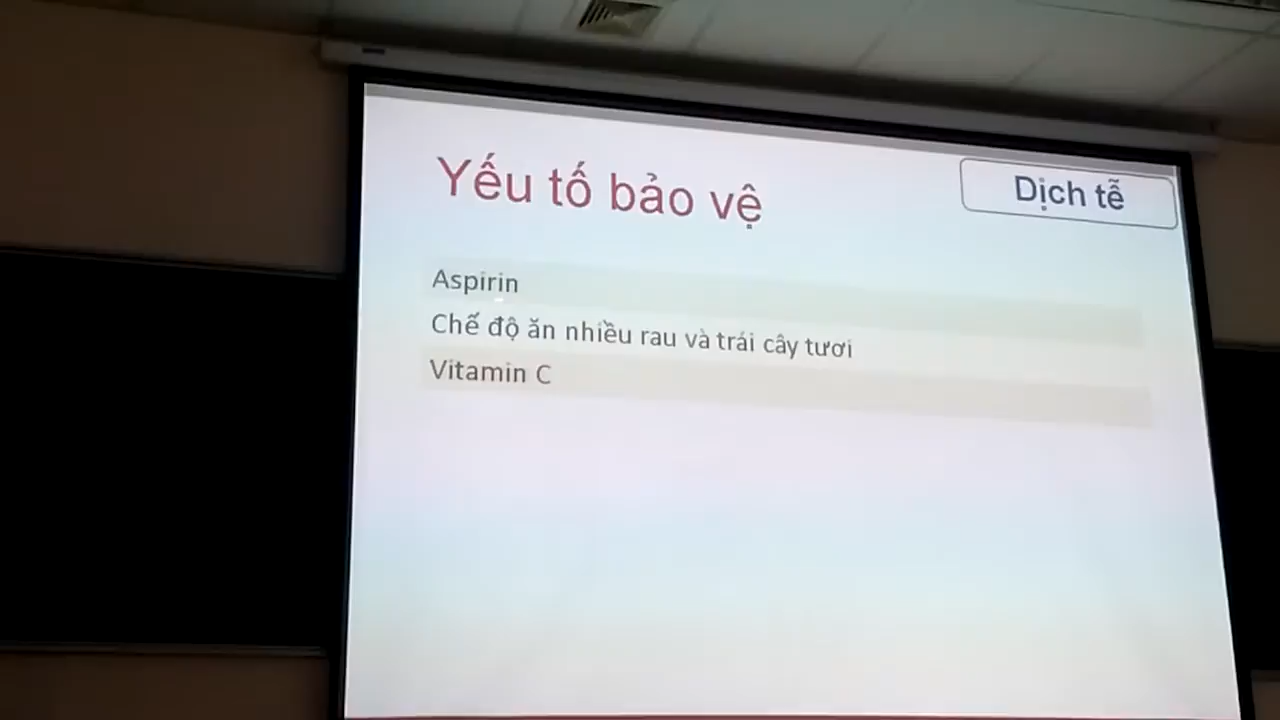 Yếu tố bảo vệ
Dịch tễ
Aspirin
Chế độ ăn nhiều rau và trái cây tươi
Vitamin C